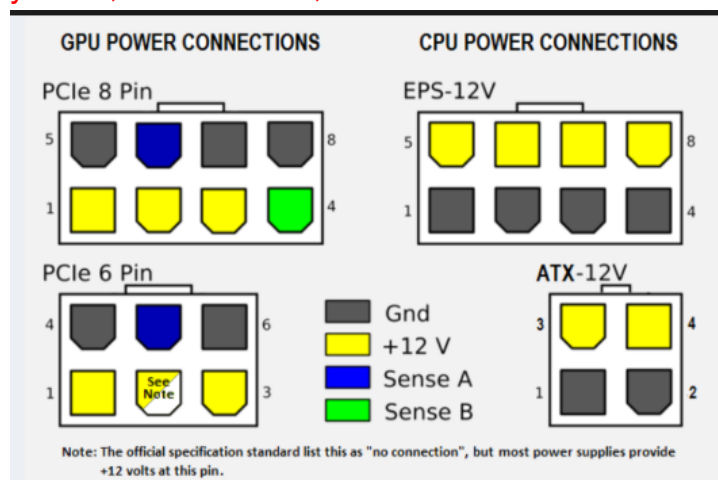 GPU POWER CONNECTIONS
CPU POWER CONNECTIONS
PCIe 8 Pin
EPS-12V
5
8
5
8
1
4
1
4
PCIe 6 Pin
ATX-12V
4
6
3
4
1
See
Note
3
1
2
Gnd
+12 V
Sense A
Sense B
Note: The official specification standard list this as "no connection", but most power supplies provide
+12 volts at this pin.